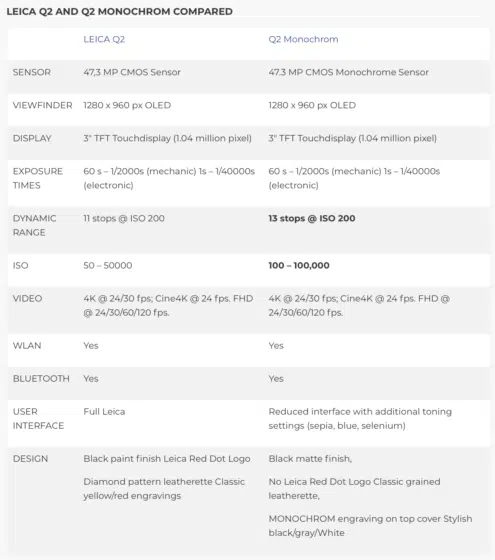 LEICA Q2 AND Q2 MONOCHROM COMPARED
LEICA Q2 Q2 Monochrom
SENSOR 47,3 MP CMOS Sensor 47.3 MP CMOS Monochrome Sensor
VIEWFINDER 1280 x 960 px OLED 1280 x 960 px OLED
DISPLAY 3" TFT Touchdisplay (1.04 million pixel) 3" TFT Touchdisplay (1.04 million pixel)
EXPOSURE 60 s – 1/2000s (mechanic) 1s – 1/40000s 60 s – 1/2000s (mechanic) 1s – 1/40000s
TIMES (electronic) (electronic)
DYNAMIC 11 stops @ ISO 200 13 stops @ ISO 200
RANGE
ISO 50 – 50000 100 – 100,000
VIDEO 4K @ 24/30 fps; Cine4K @ 24 fps. FHD 4K @ 24/30 fps; Cine4K @ 24 fps. FHD @
@ 24/30/60/120 fps. 24/30/60/120 fps.
WLAN Yes Yes
BLUETOOTH Yes Yes
USER Full Leica Reduced interface with additional toning
INTERFACE settings (sepia, blue, selenium)
DESIGN Black paint finish Leica Red Dot Logo Black matte finish,
Diamond pattern leatherette Classic No Leica Red Dot Logo Classic grained
yellow/red engravings leatherette,
MONOCHROM engraving on top cover Stylish
black/gray/White